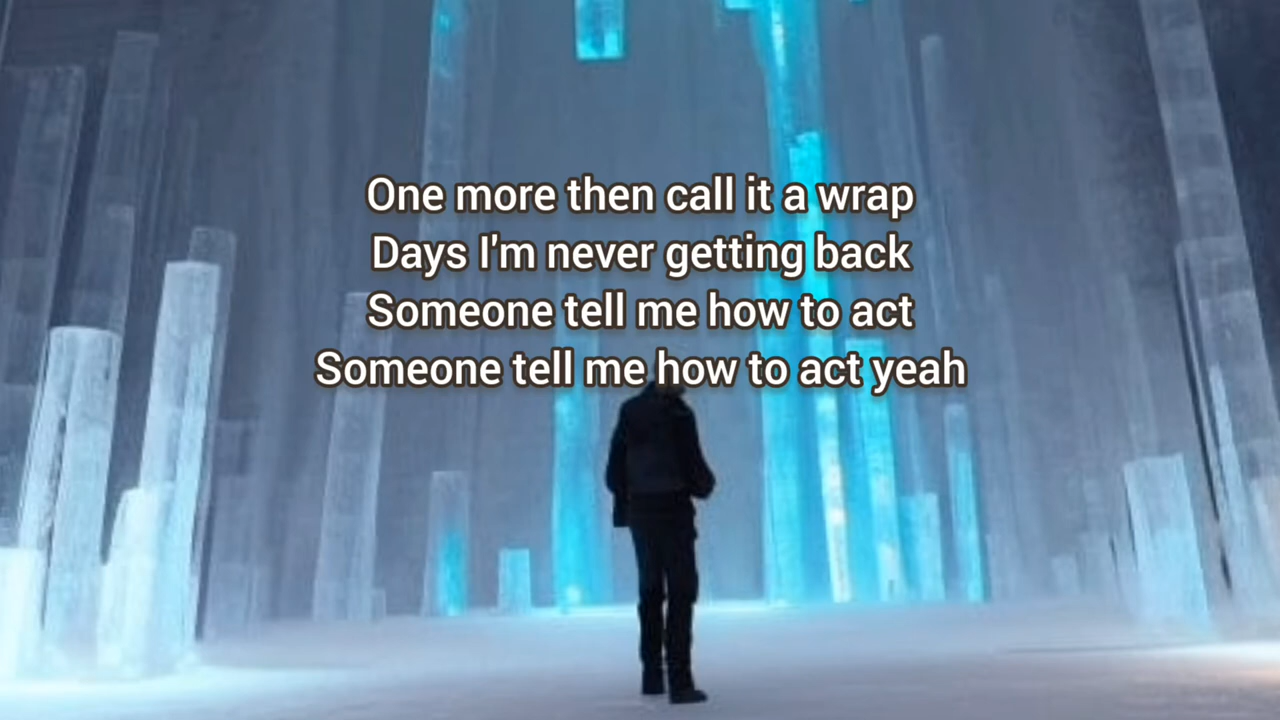 One more then call it a wrap
Days I'm never getting back
Someone tell me how to act
Someone tell me how to act yeah